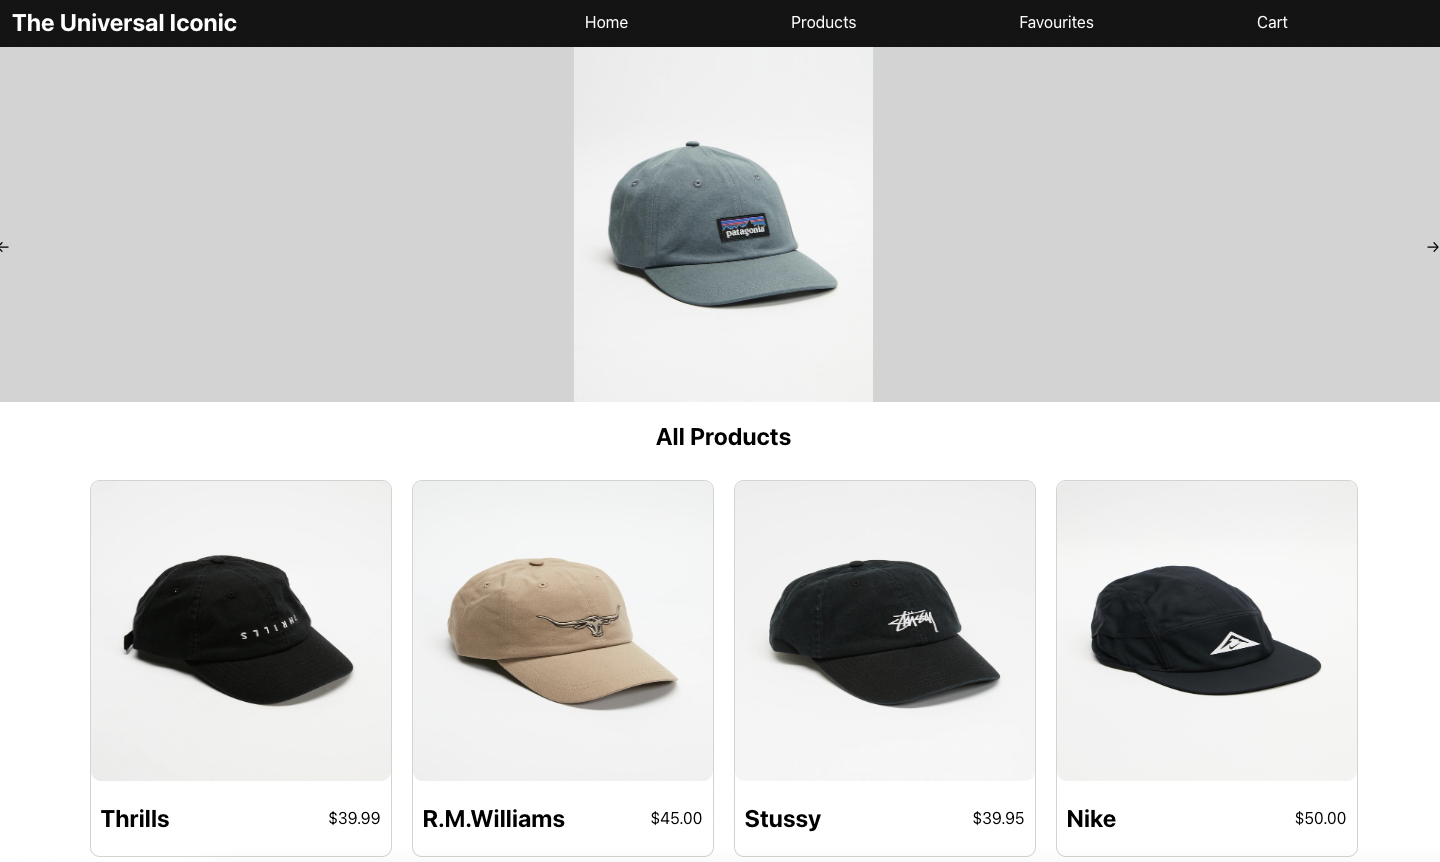 The Universal Iconic
Home Products Favourites Cart
←
→
patagonia
All Products
THRILLS
Stüssy
Thrills $39.99
R.M.Williams $45.00
Stussy $39.95
Nike $50.00